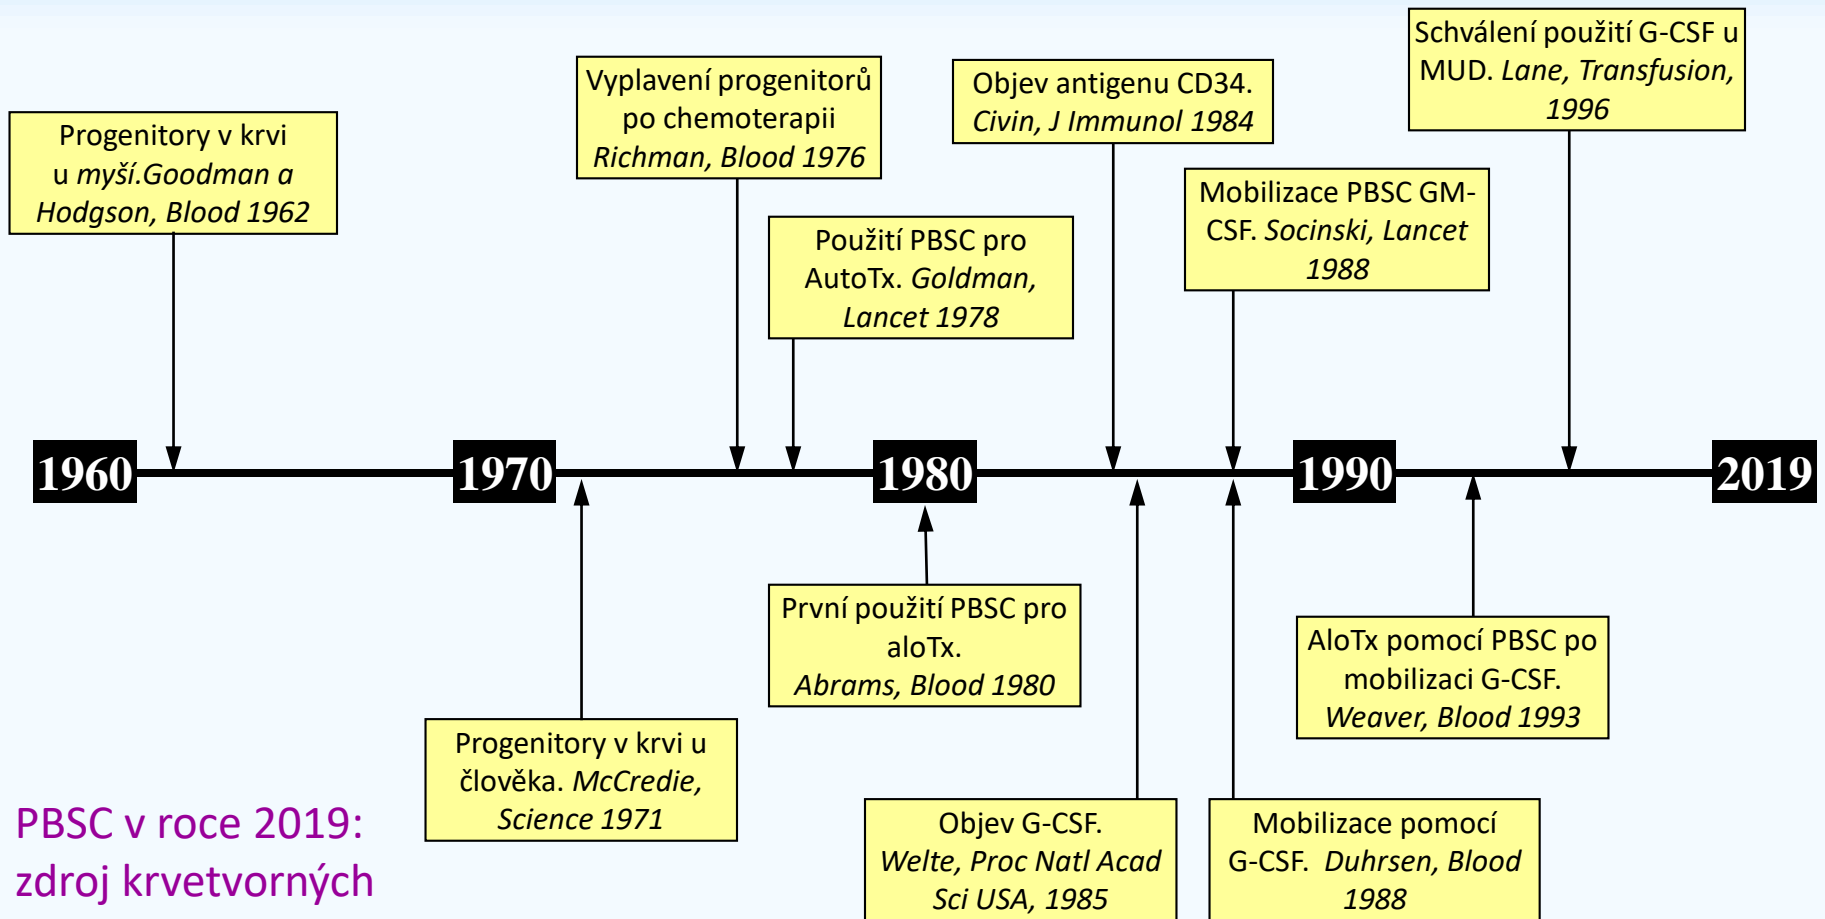 Progenitory v krvi
u myší.Goodman a
Hodgson, Blood 1962
Vyplavení progenitorů
po chemoterapii
Richman, Blood 1976
Použití PBSC pro
AutoTx. Goldman,
Lancet 1978
Objev antigenu CD34.
Civin, J Immunol 1984
Mobilizace PBSC GM-
CSF. Socinski, Lancet
1988
Schválení použití G-CSF u
MUD. Lane, Transfusion,
1996
1960
1970
1980
1990
2019
Progenitory v krvi u
člověka. McCredie,
Science 1971
První použití PBSC pro
aloTx.
Abrams, Blood 1980
Objev G-CSF.
Welte, Proc Natl Acad
Sci USA, 1985
Mobilizace pomocí
G-CSF. Duhrsen, Blood
1988
AloTx pomocí PBSC po
mobilizaci G-CSF.
Weaver, Blood 1993
PBSC v roce 2019:
zdroj krvetvorných